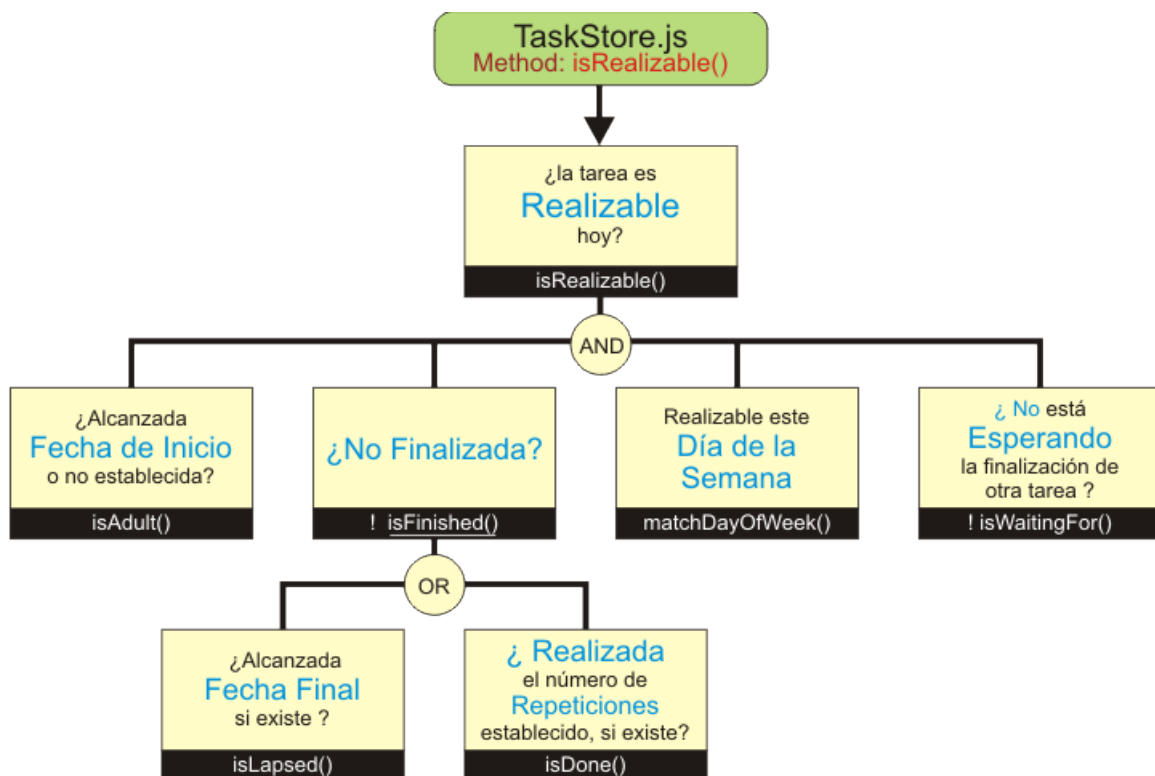 TaskStore.js
Method: isRealizable()
¿la tarea es
Realizable
hoy?
isRealizable()
AND
¿Alcanzada
Fecha de Inicio
o no establecida?
isAdult()
¿No Finalizada?
! isFinished()
Realizable este
Día de la
Semana
matchDayOfWeek()
¿ No está
Esperando
la finalización de
otra tarea ?
! isWaitingFor()
OR
¿Alcanzada
Fecha Final
si existe ?
isLapsed()
¿ Realizada
el número de
Repeticiones
establecido, si existe?
isDone()